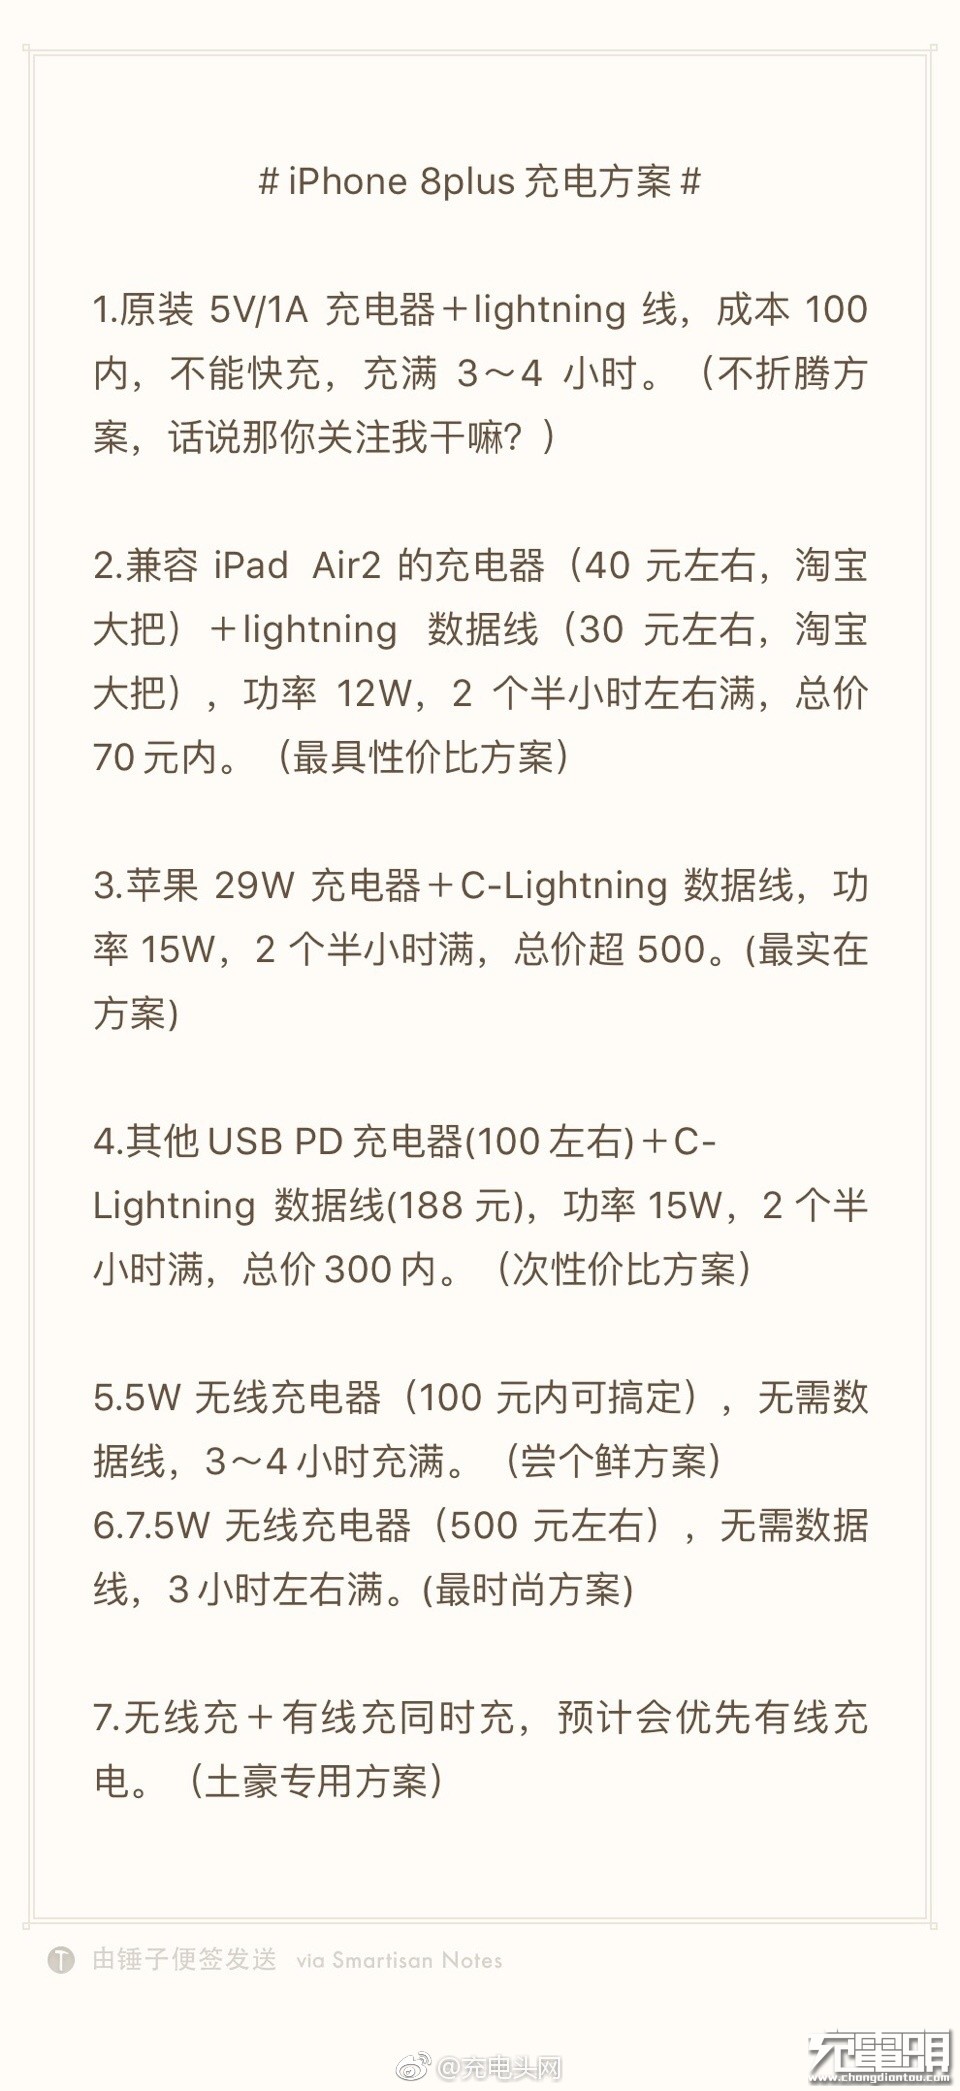 # iPhone 8plus 充电方案 #
1.原装 5V/1A 充电器＋lightning 线，成本 100
内，不能快充，充满 3～4 小时。（不折腾方
案，话说那你关注我干嘛？）
2.兼容 iPad Air2 的充电器（40 元左右，淘宝
大把）＋lightning 数据线（30 元左右，淘宝
大把），功率 12W，2 个半小时左右满，总价
70 元内。（最具性价比方案）
3.苹果 29W 充电器＋C-Lightning 数据线，功
率 15W，2 个半小时满，总价超 500。(最实在
方案)
4.其他 USB PD 充电器(100 左右)＋C-
Lightning 数据线(188 元)，功率 15W，2 个半
小时满，总价 300 内。（次性价比方案）
5.5W 无线充电器（100 元内可搞定），无需数
据线，3～4 小时充满。（尝个鲜方案）
6.7.5W 无线充电器（500 元左右），无需数据
线，3 小时左右满。(最时尚方案)
7.无线充＋有线充同时充，预计会优先有线充
电。（土豪专用方案）
T 由锤子便签发送 via Smartisan Notes
@充电头网
充电頭
www.chongdiantou.com